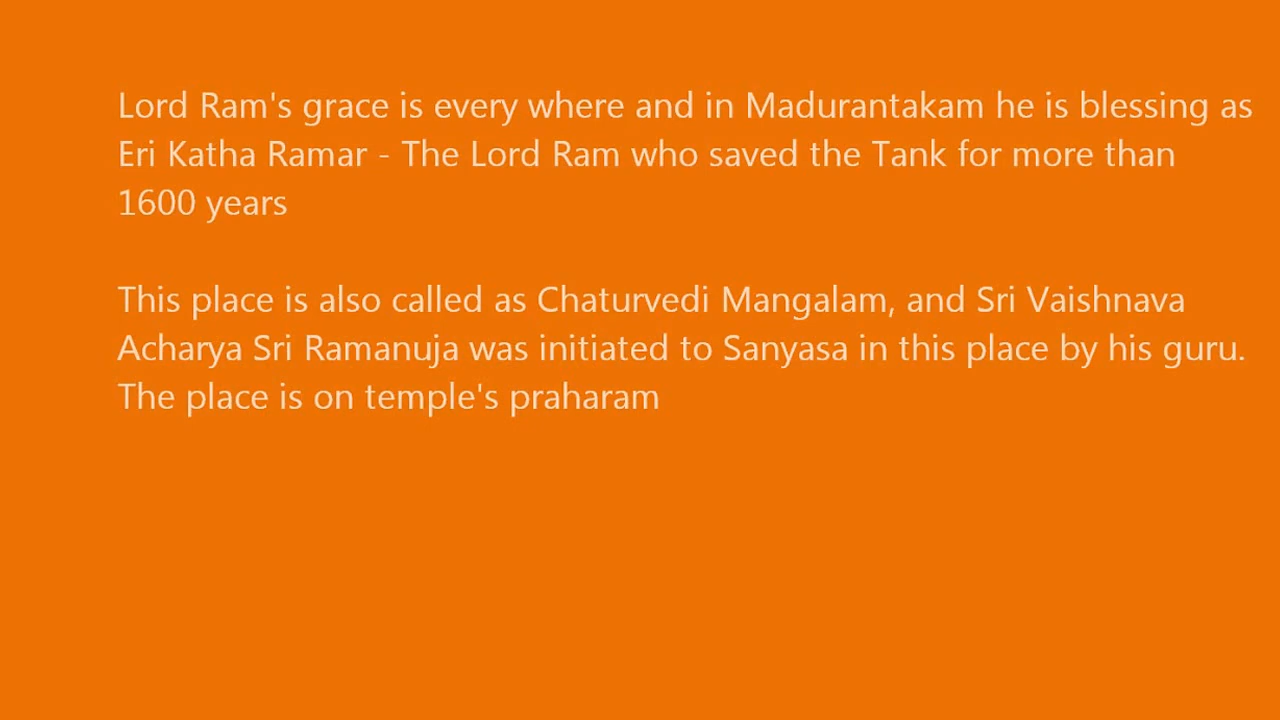 Lord Ram's grace is every where and in Madurantakam he is blessing as
Eri Katha Ramar - The Lord Ram who saved the Tank for more than
1600 years
This place is also called as Chaturvedi Mangalam, and Sri Vaishnava
Acharya Sri Ramanuja was initiated to Sanyasa in this place by his guru.
The place is on temple's praharam